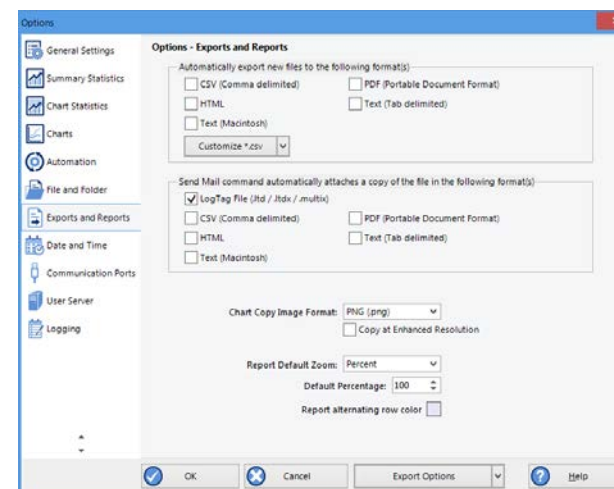 Options
General Settings
Summary Statistics
Chart Statistics
Charts
Automation
File and Folder
Exports and Reports
Date and Time
Communication Ports
User Server
Logging
Options - Exports and Reports
Automatically export new files to the following format(s)
CSV (Comma delimited) PDF (Portable Document Format)
HTML Text (Tab delimited)
Text (Macintosh)
Customize *.csv
Send Mail command automatically attaches a copy of the file in the following format(s)
LogTag File (.ltd / .ltdx / .multix)
CSV (Comma delimited) PDF (Portable Document Format)
HTML Text (Tab delimited)
Text (Macintosh)
Chart Copy Image Format: PNG (.png)
Copy at Enhanced Resolution
Report Default Zoom: Percent
Default Percentage: 100
Report alternating row color
OK Cancel Export Options Help